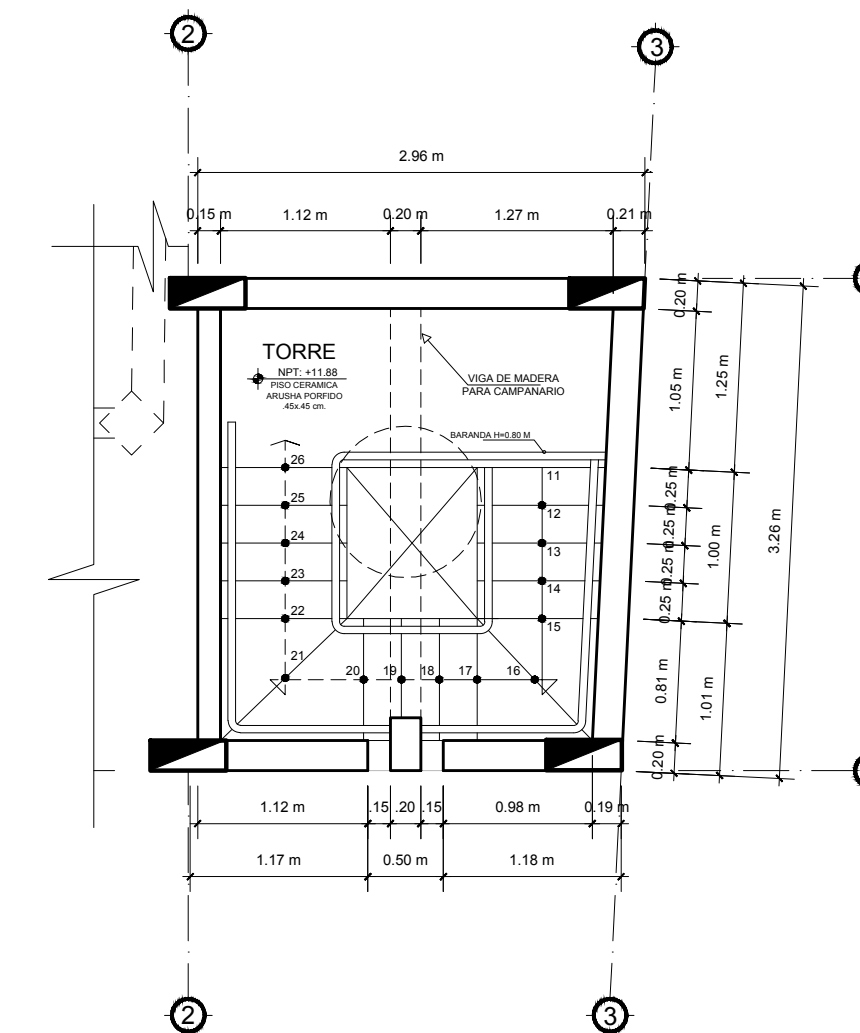 2
3
2.96 m
0.15 m
1.12 m
0.20 m
1.27 m
0.21 m
TORRE
NPT: +11.88
PISO CERAMICA
ARUSHA PORFIDO
.45x.45 cm.
VIGA DE MADERA
PARA CAMPANARIO
BARANDA H=0.80 M
0.20 m
1.05 m
1.25 m
0.25 m
0.25 m
0.25 m
0.25 m
1.00 m
3.26 m
0.81 m
1.01 m
0.20 m
26
25
24
23
22
21
20
19
18
17
16
11
12
13
14
15
1.12 m
.15
.20
.15
0.98 m
0.19 m
1.17 m
0.50 m
1.18 m
2
3